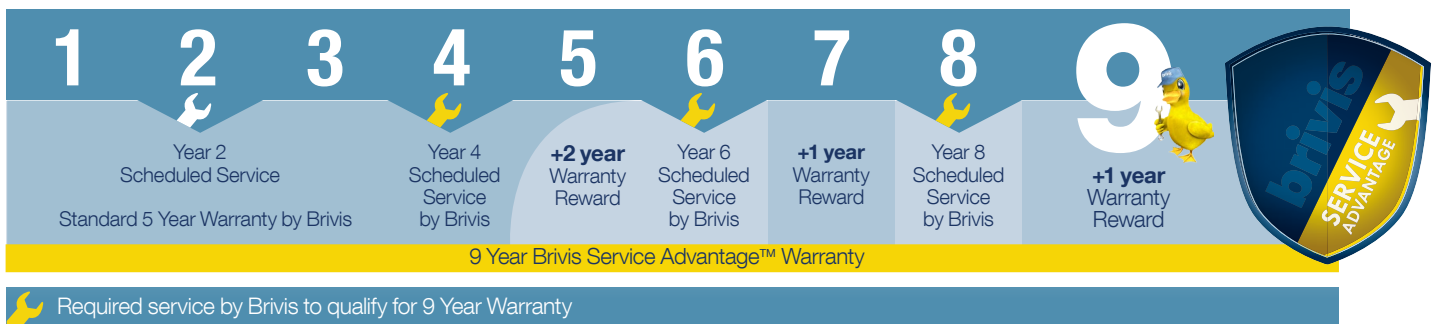 1 2 3 4 5 6 7 8 9
Year 2
Scheduled Service
Standard 5 Year Warranty by Brivis
Year 4
Scheduled
Service
by Brivis
+2 year
Warranty
Reward
Year 6
Scheduled
Service
by Brivis
+1 year
Warranty
Reward
Year 8
Scheduled
Service
by Brivis
+1 year
Warranty
Reward
brivis
SERVICE
ADVANTAGE
9 Year Brivis Service Advantage™ Warranty
Required service by Brivis to qualify for 9 Year Warranty